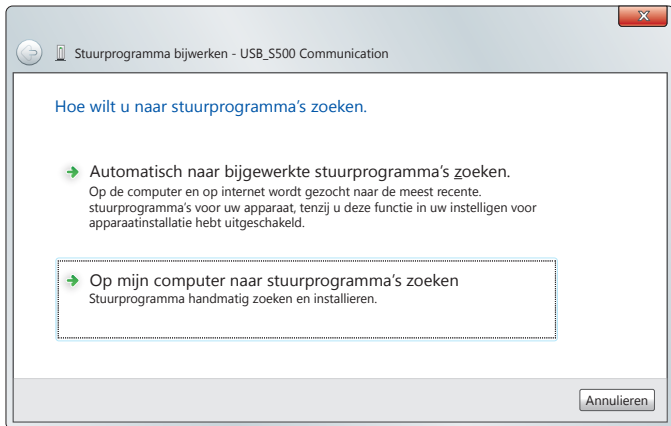 X
Stuurprogramma bijwerken - USB_S500 Communication
Hoe wilt u naar stuurprogramma's zoeken.
Automatisch naar bijgewerkte stuurprogramma's zoeken.
Op de computer en op internet wordt gezocht naar de meest recente.
stuurprogramma's voor uw apparaat, tenzij u deze functie in uw instelligen voor
apparaatinstallatie hebt uitgeschakeld.
Op mijn computer naar stuurprogramma's zoeken
Stuurprogramma handmatig zoeken en installieren.
Annulieren